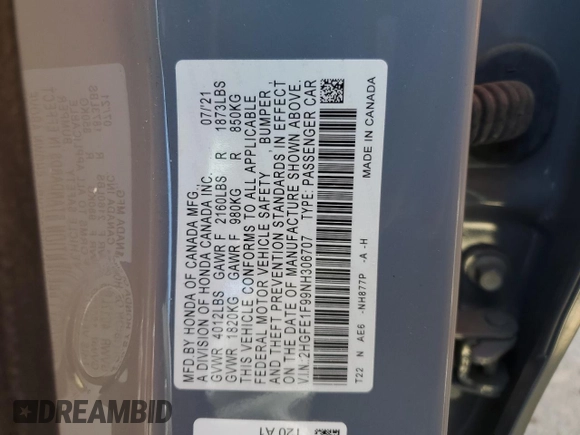 MFD BY HONDA OF CANADA MFG. 07/'21
A DIVISION OF HONDA CANADA INC.
GVWR 4012LBS GAWR F 2160LBS R 1873LBS
GVWR 1820KG GAWR F 980KG R 850KG
THIS VEHICLE CONFORMS TO ALL APPLICABLE
FEDERAL MOTOR VEHICLE SAFETY , BUMPER
AND THEFT PREVENTION STANDARDS IN EFFECT
ON THE DATE OF MANUFACTURE SHOWN ABOVE.
V.I.N.:2HGFE1F99NH306707 TYPE: PASSENGER CAR
T22 N AE6 -NH877P -A -H
MADE IN CANADA
120 A1
DREAMBID